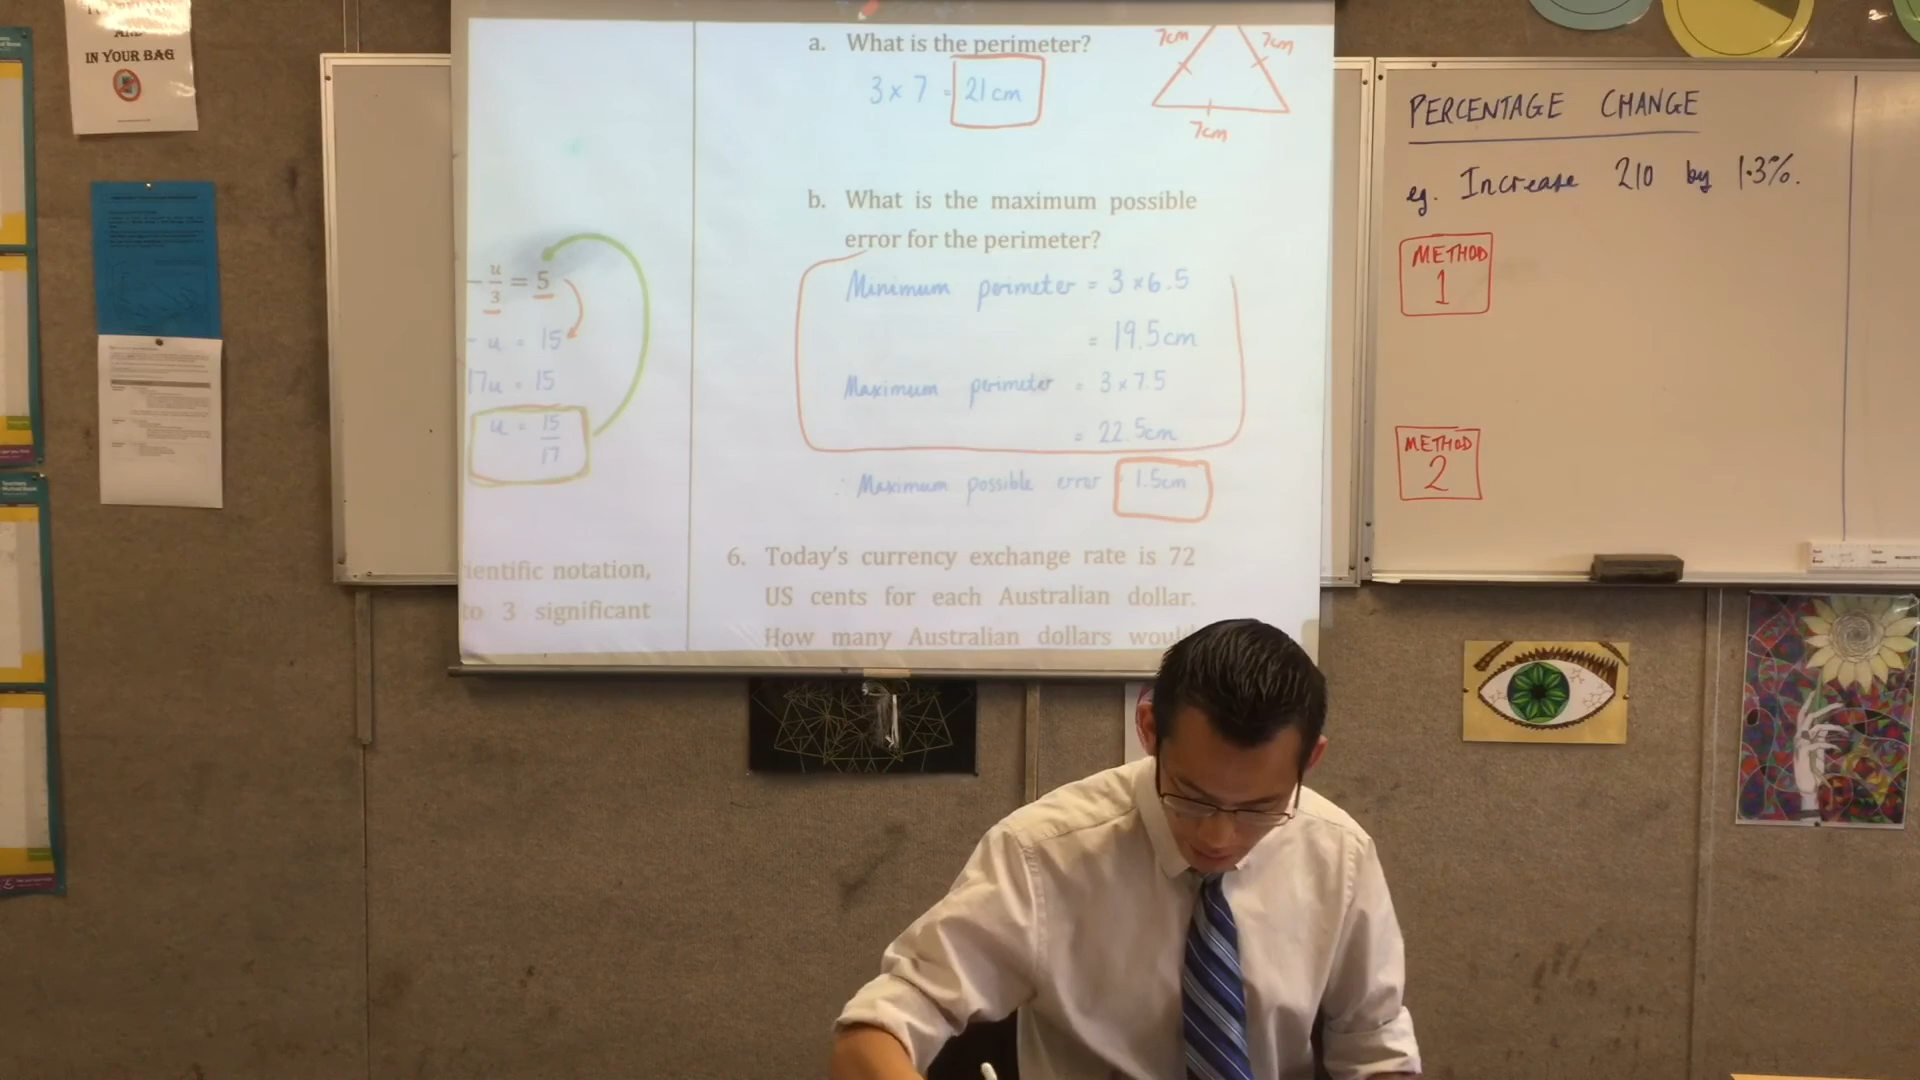 IN YOUR BAG
a. What is the perimeter?
3 × 7 = 21 cm
7cm
7cm
7cm
b. What is the maximum possible
error for the perimeter?
Minimum perimeter = 3 × 6.5
= 19.5cm
Maximum perimeter = 3 × 7.5
= 22.5cm
∴ Maximum possible error 1.5cm
6. Today's currency exchange rate is 72
US cents for each Australian dollar.
How many Australian dollars would
- u/3 = 5
- u = 15
17u = 15
u = 15/17
ientific notation,
to 3 significant
PERCENTAGE CHANGE
eg. Increase 210 by 1.3%.
METHOD
1
METHOD
2